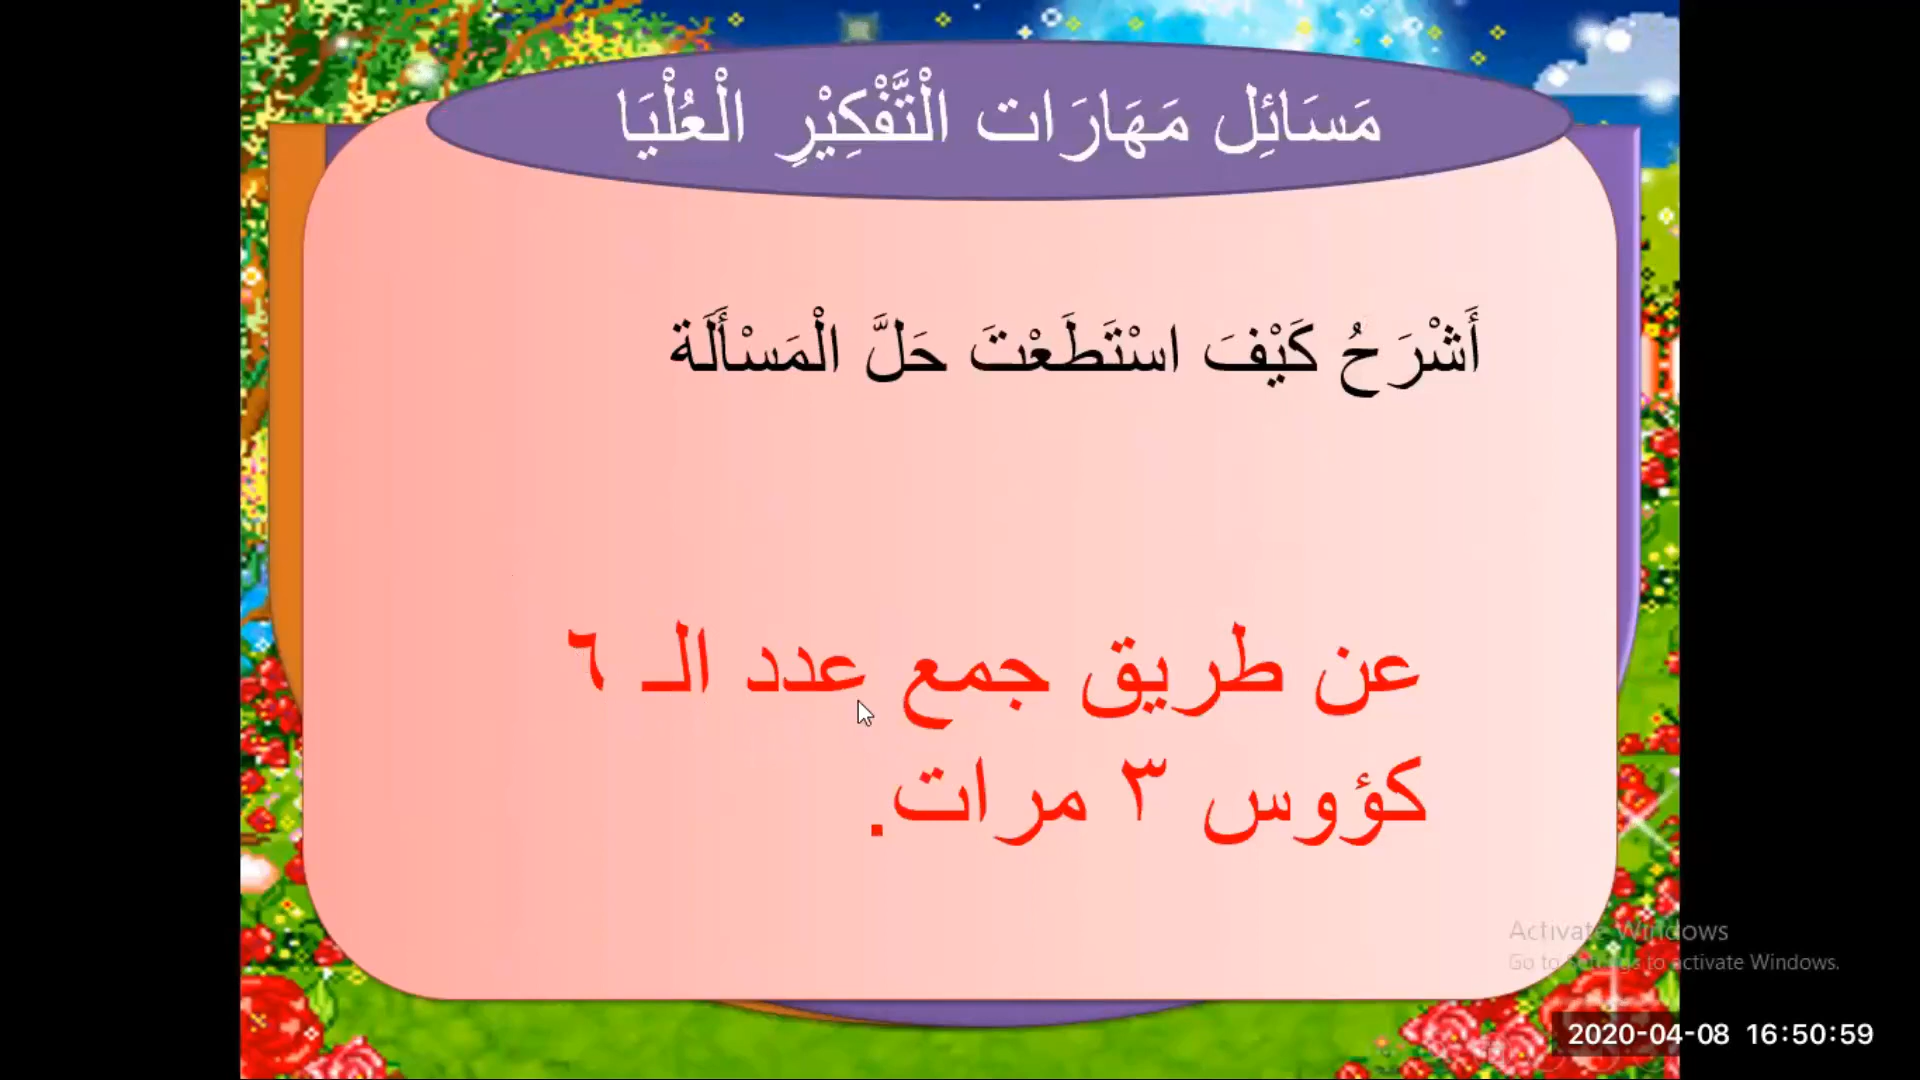 مَسَائِل مَهَارَات الْتَّفْكِيْرِ الْعُلْيَا
أَشْرَحُ كَيْفَ اسْتَطَعْتَ حَلَّ الْمَسْأَلَة
عن طريق جمع عدد الـ ٦
كؤوس ٣ مرات.
Activate Windows
Go to Settings to activate Windows.
2020-04-08 16:50:59